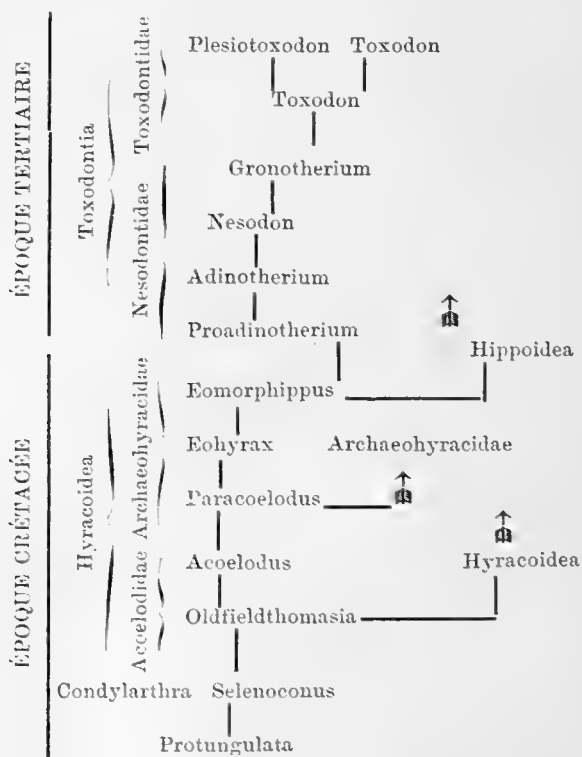 Plesiotoxodon Toxodon
Toxodon
Gronotherium
Nesodon
Adinotherium
Proadinotherium
Hippoidea
Eomorphippus
Eohyrax Archaeohyracidae
Paracoelodus
Acoelodus Hyracoidea
Oldfieldthomasia
Condylarthra Selenoconus
Protungulata
ÉPOQUE TERTIAIRE
Toxodontia
Toxodontidae
Nesodontidae
ÉPOQUE CRÉTACÉE
Hyracoidea
Archaeohyracidae
Acoelodidae